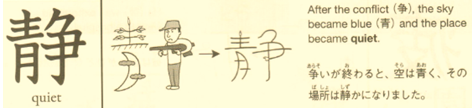 静
quiet
静
After the conflict (争), the sky
became blue (青) and the place
became quiet.
争いが終わると、空は青く、その
場所は静かになりました。